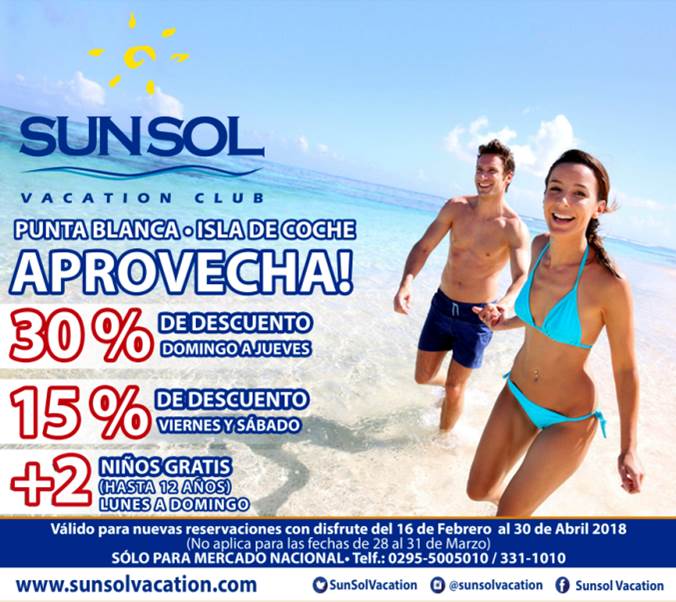 SUNSOL
VACATION CLUB
PUNTA BLANCA • ISLA DE COCHE
APROVECHA!
30% DE DESCUENTO
DOMINGO A JUEVES
15% DE DESCUENTO
VIERNES Y SÁBADO
+2 NIÑOS GRATIS
(HASTA 12 AÑOS)
LUNES A DOMINGO
Válido para nuevas reservaciones con disfrute del 16 de Febrero al 30 de Abril 2018
(No aplica para las fechas de 28 al 31 de Marzo)
SÓLO PARA MERCADO NACIONAL• Telf.: 0295-5005010 / 331-1010
www.sunsolvacation.com SunSolVacation @sunsolvacation Sunsol Vacation